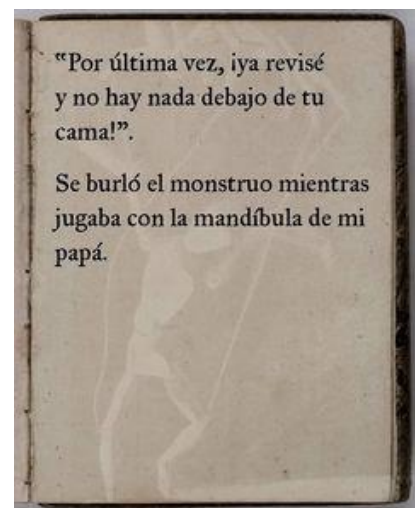 "Por última vez, ¡ya revisé
y no hay nada debajo de tu
cama!”.
Se burló el monstruo mientras
jugaba con la mandíbula de mi
papá.